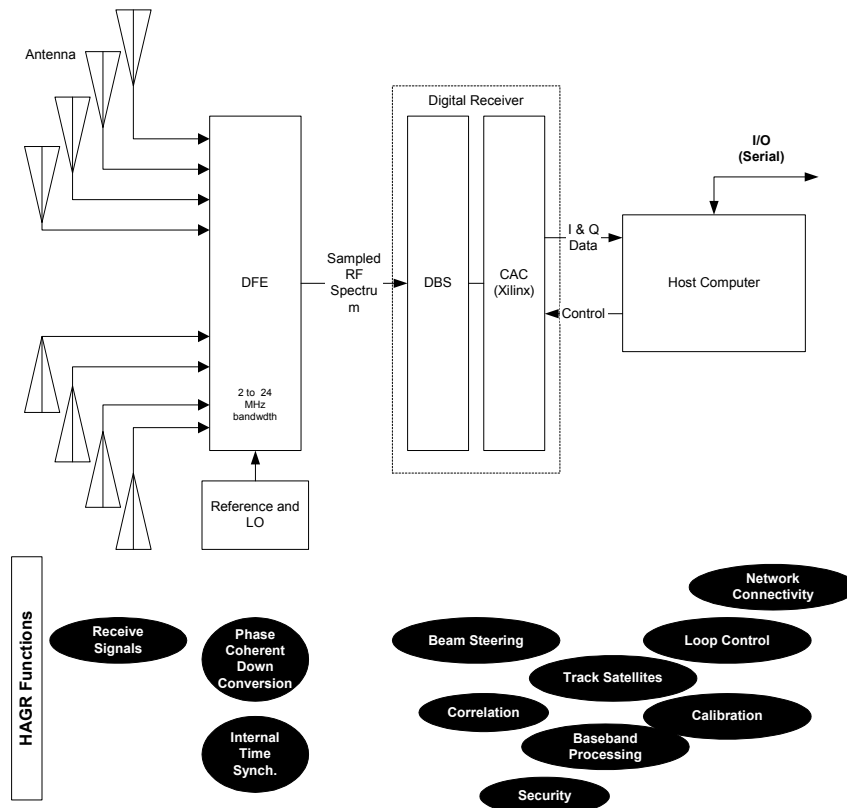 Antenna
Digital Receiver
I/O
(Serial)
DFE
Sampled
RF
Spectru
m
DBS
CAC
(Xilinx)
I & Q
Data
Control
Host Computer
2 to 24
MHz
bandwdth
Reference and
LO
HAGR Functions
Receive
Signals
Phase
Coherent
Down
Conversion
Internal
Time
Synch.
Beam Steering
Correlation
Security
Track Satellites
Baseband
Processing
Network
Connectivity
Loop Control
Calibration